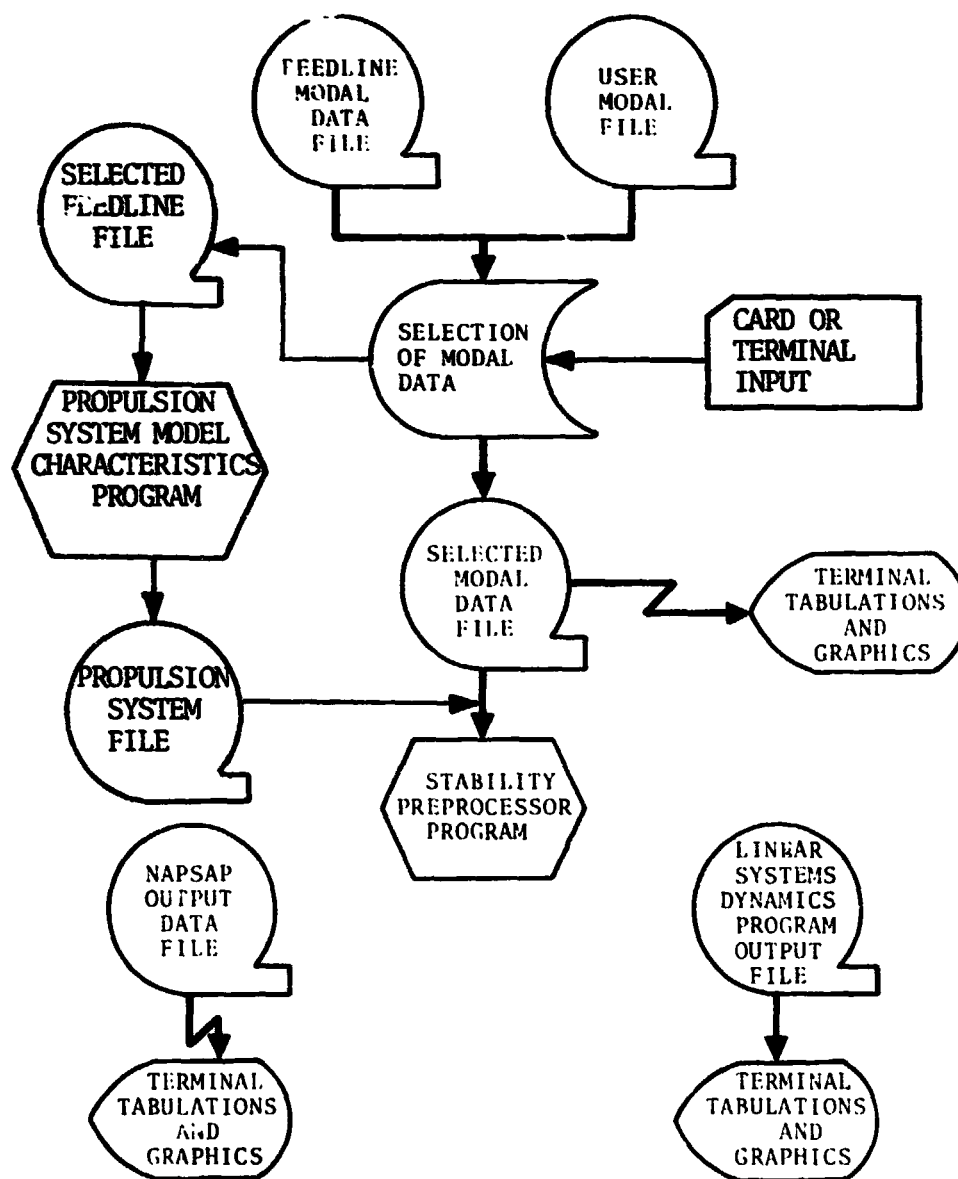 FEEDLINE
MODAL
DATA
FILE
USER
MODAL
FILE
SELECTED
FEEDLINE
FILE
SELECTION
OF MODAL
DATA
CARD OR
TERMINAL
INPUT
PROPULSION
SYSTEM MODEL
CHARACTERISTICS
PROGRAM
SELECTED
MODAL
DATA
FILE
TERMINAL
TABULATIONS
AND
GRAPHICS
PROPULSION
SYSTEM
FILE
STABILITY
PREPROCESSOR
PROGRAM
NAPSAP
OUTPUT
DATA
FILE
LINEAR
SYSTEMS
DYNAMICS
PROGRAM
OUTPUT
FILE
TERMINAL
TABULATIONS
AND
GRAPHICS
TERMINAL
TABULATIONS
AND
GRAPHICS